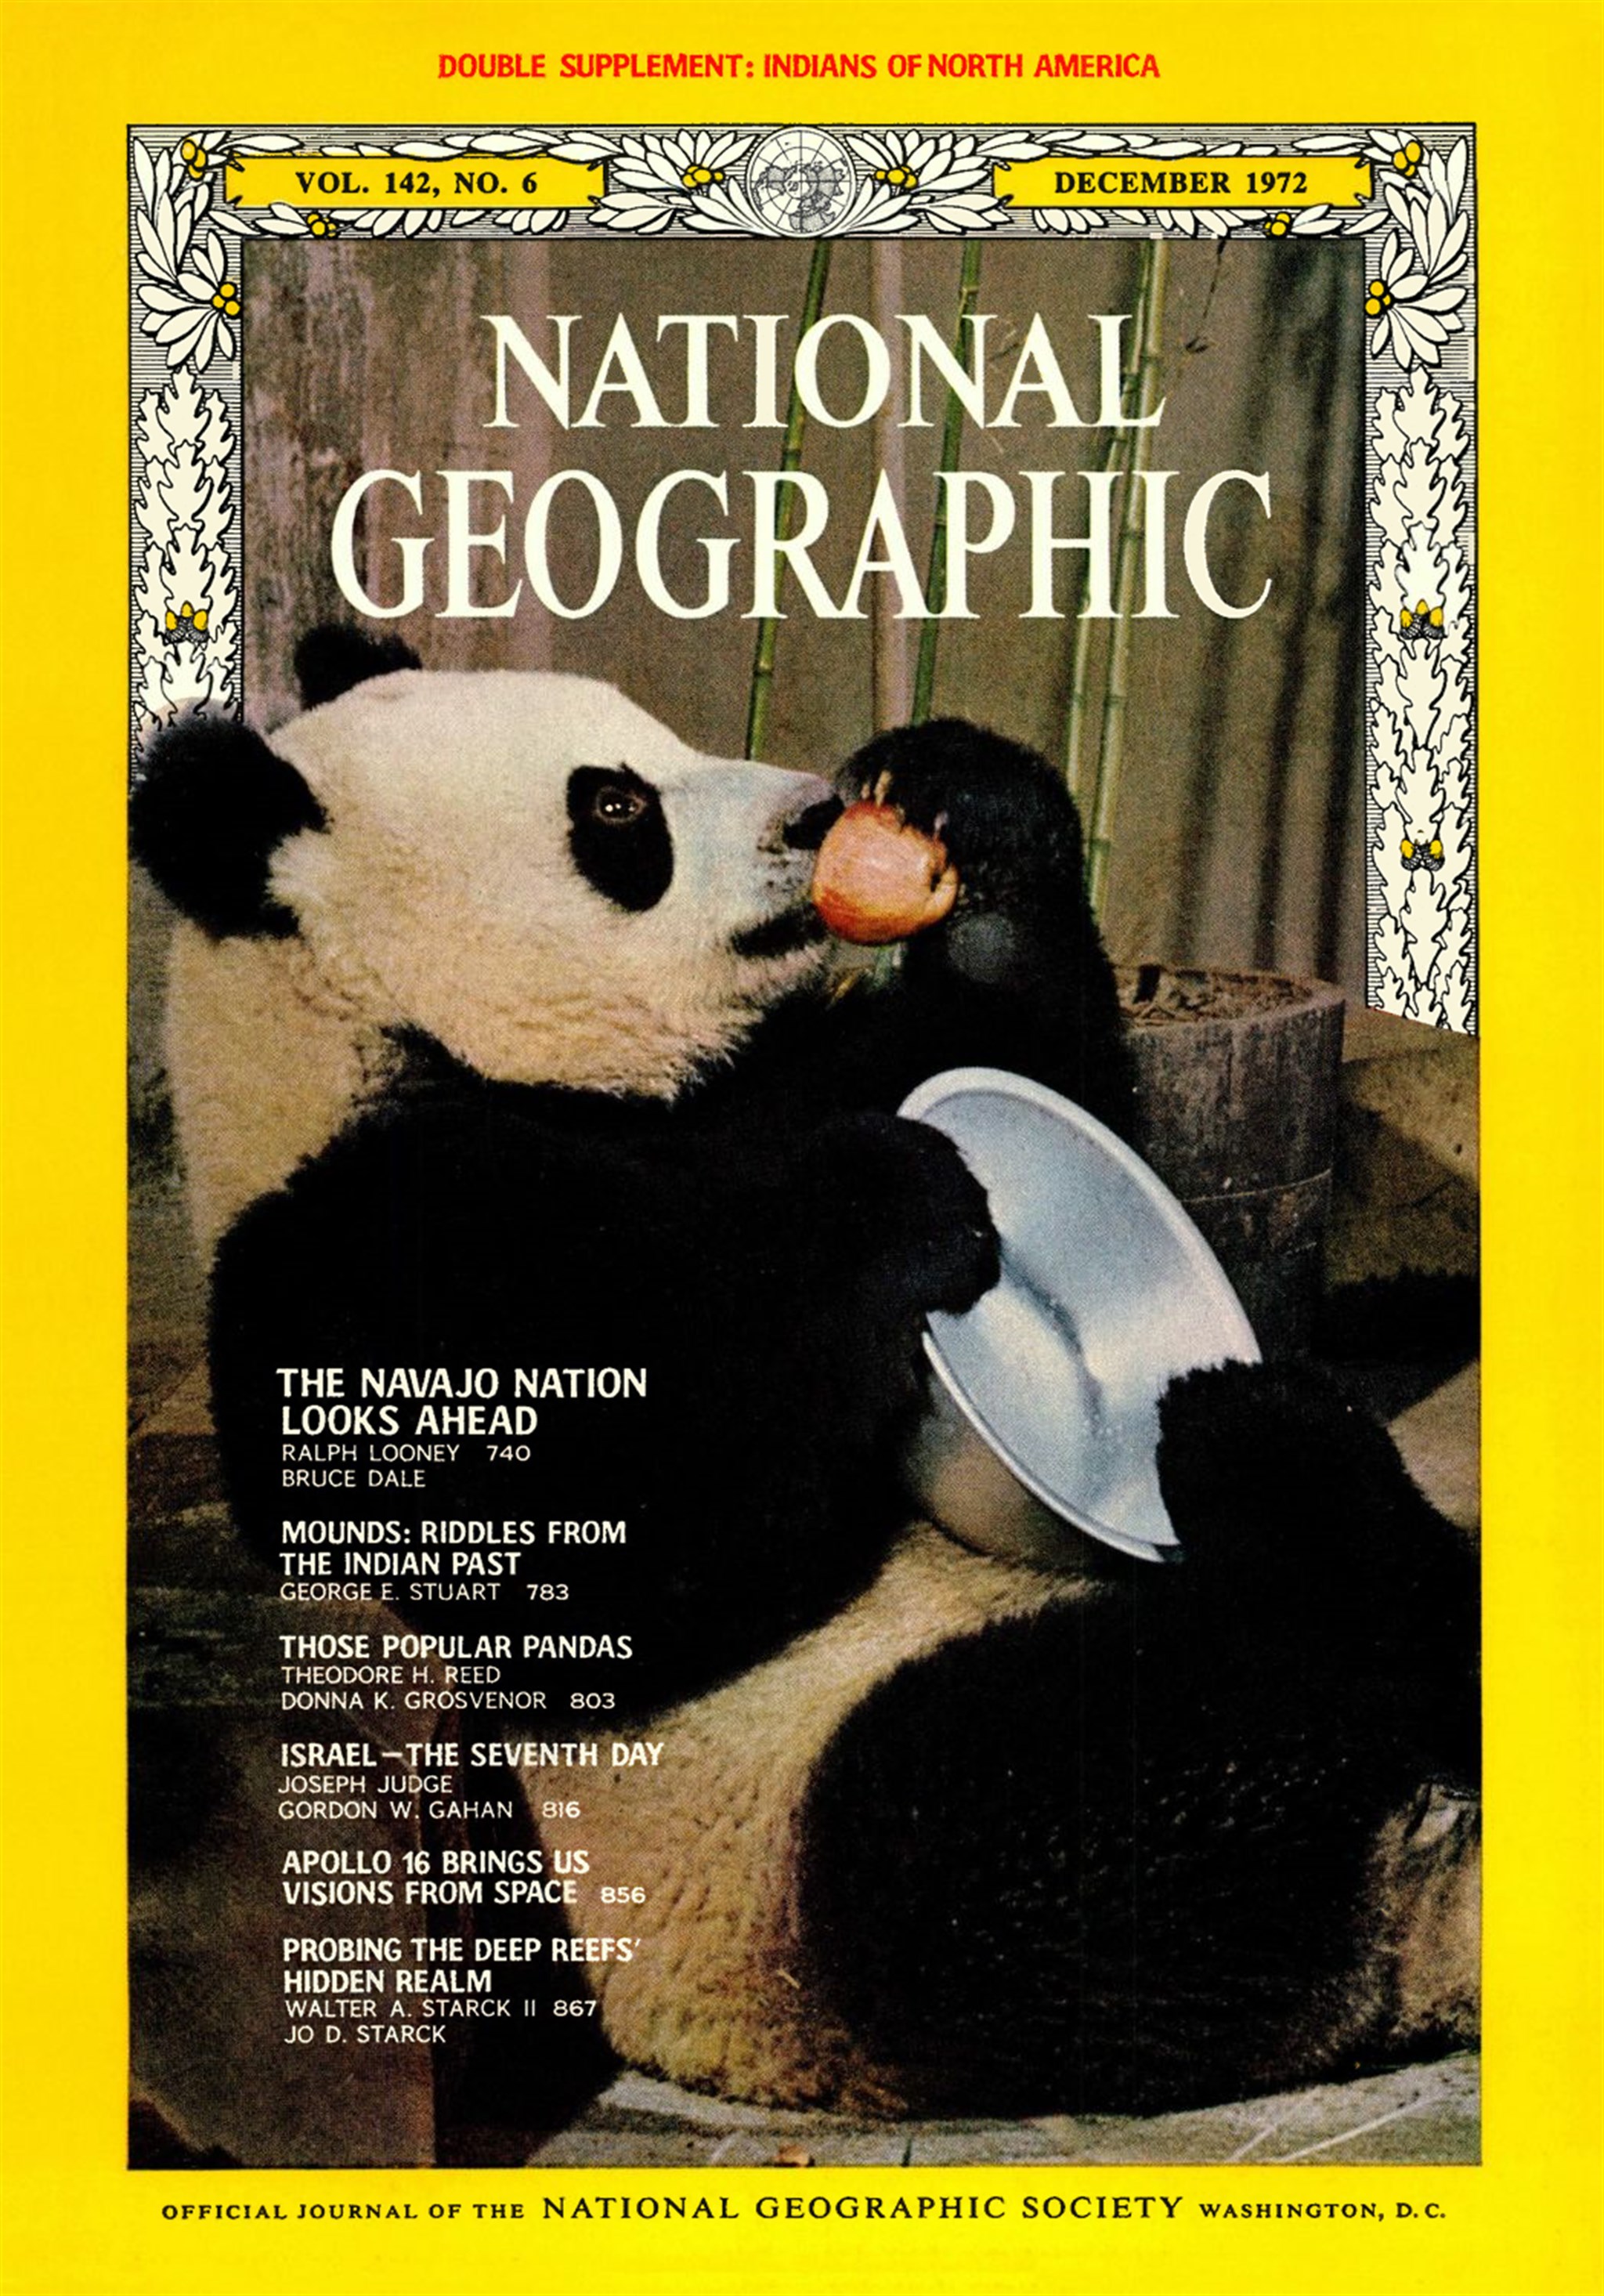 DOUBLE SUPPLEMENT: INDIANS OF NORTH AMERICA
VOL. 142, NO. 6
DECEMBER 1972
NATIONAL
GEOGRAPHIC
THE NAVAJO NATION
LOOKS AHEAD
RALPH LOONEY 740
BRUCE DALE
MOUNDS: RIDDLES FROM
THE INDIAN PAST
GEORGE E. STUART 783
THOSE POPULAR PANDAS
THEODORE H. REED
DONNA K. GROSVENOR 803
ISRAEL—THE SEVENTH DAY
JOSEPH JUDGE
GORDON W. GAHAN 816
APOLLO 16 BRINGS US
VISIONS FROM SPACE 856
PROBING THE DEEP REEFS'
HIDDEN REALM
WALTER A. STARCK II 867
JO D. STARCK
OFFICIAL JOURNAL OF THE NATIONAL GEOGRAPHIC SOCIETY WASHINGTON, D.C.